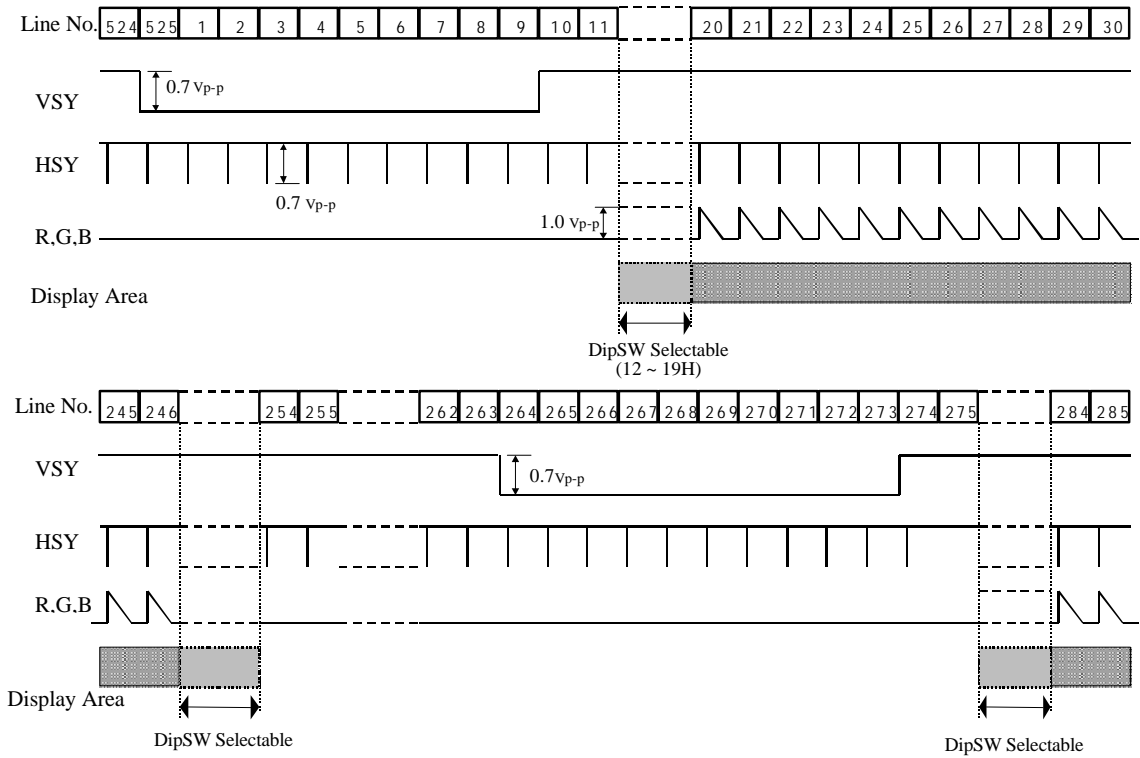 Line No. 524 525 1 2 3 4 5 6 7 8 9 10 11 20 21 22 23 24 25 26 27 28 29 30
0.7 Vp-p
VSY
HSY
0.7 Vp-p
1.0 Vp-p
R,G,B
Display Area
DipSW Selectable
(12 ~ 19H)
Line No. 245 246 254 255 262 263 264 265 266 267 268 269 270 271 272 273 274 275 284 285
VSY
0.7Vp-p
HSY
R,G,B
Display Area
DipSW Selectable
DipSW Selectable